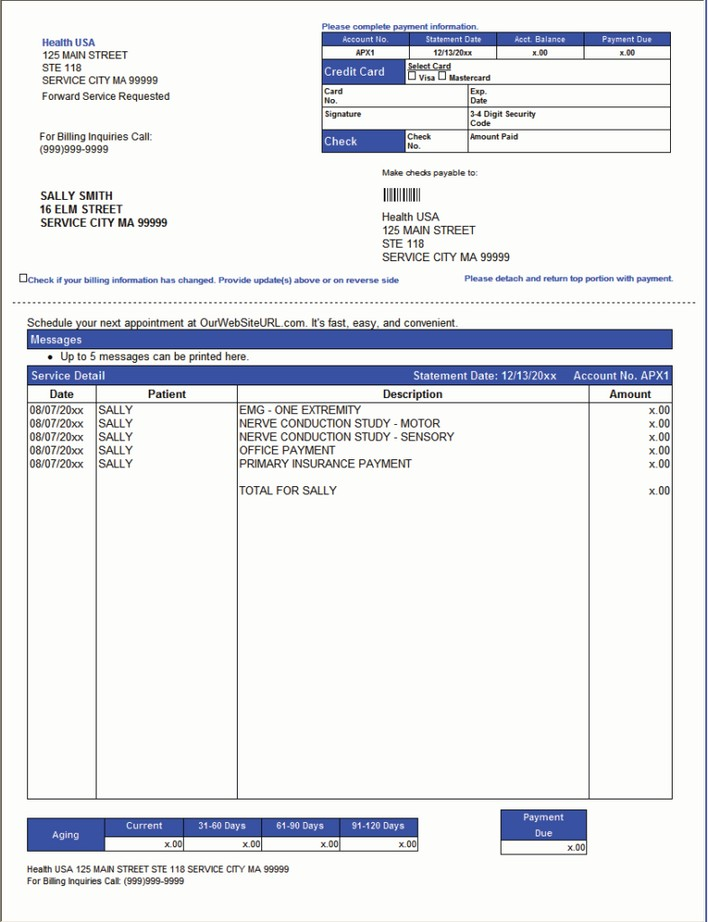 Please complete payment information.
Health USA
125 MAIN STREET
STE 118
SERVICE CITY MA 99999
Forward Service Requested
For Billing Inquiries Call:
(999)999-9999
SALLY SMITH
16 ELM STREET
SERVICE CITY MA 99999
Account No. Statement Date Acct. Balance Payment Due
APX1 12/13/20xx x.00 x.00
Credit Card Select Card
Visa Mastercard
Card No. Exp. Date
Signature 3-4 Digit Security Code
Check Check No. Amount Paid
Make checks payable to:
Health USA
125 MAIN STREET
STE 118
SERVICE CITY MA 99999
Check if your billing information has changed. Provide update(s) above or on reverse side Please detach and return top portion with payment.
Schedule your next appointment at OurWebSiteURL.com. It's fast, easy, and convenient.
Messages
• Up to 5 messages can be printed here.
Service Detail Statement Date: 12/13/20xx Account No. APX1
Date Patient Description Amount
08/07/20xx SALLY EMG - ONE EXTREMITY x.00
08/07/20xx SALLY NERVE CONDUCTION STUDY - MOTOR x.00
08/07/20xx SALLY NERVE CONDUCTION STUDY - SENSORY x.00
08/07/20xx SALLY OFFICE PAYMENT x.00
08/07/20xx SALLY PRIMARY INSURANCE PAYMENT x.00
TOTAL FOR SALLY x.00
Aging Current 31-60 Days 61-90 Days 91-120 Days
x.00 x.00 x.00 x.00
Payment
Due
x.00
Health USA 125 MAIN STREET STE 118 SERVICE CITY MA 99999
For Billing Inquiries Call: (999)999-9999